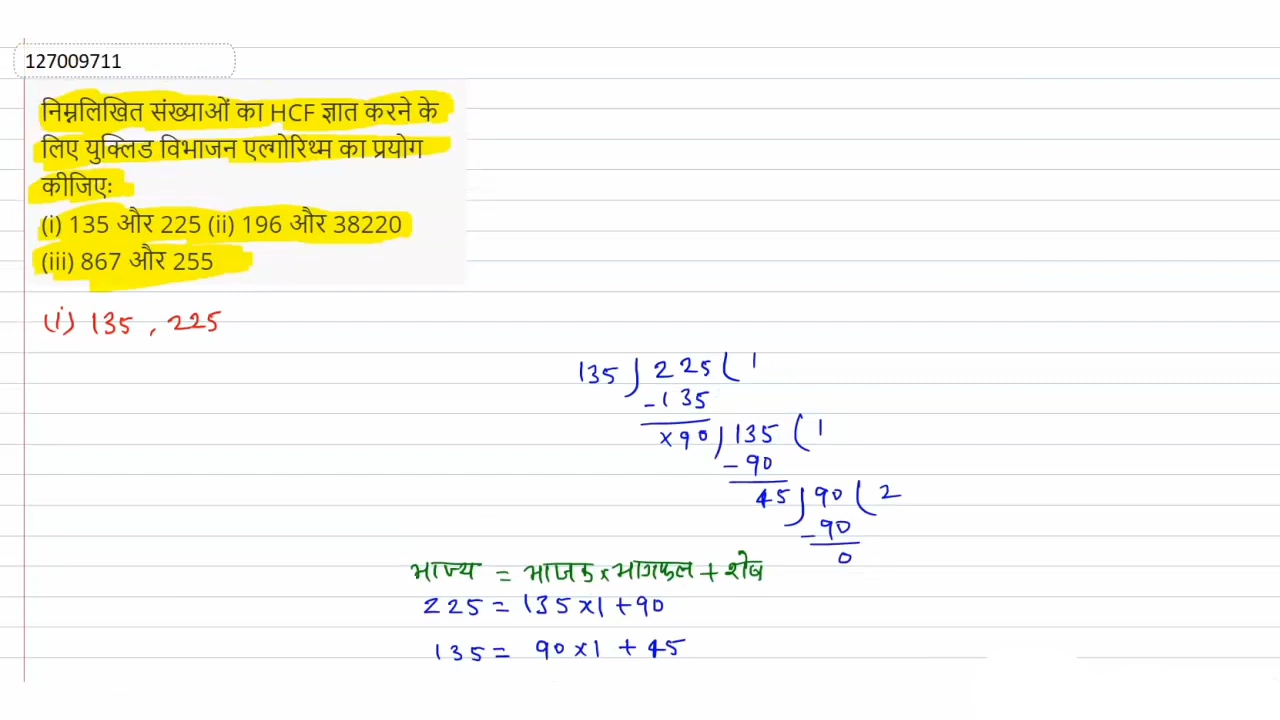 127009711
निम्नलिखित संख्याओं का HCF ज्ञात करने के
लिए युक्लिड विभाजन एल्गोरिथ्म का प्रयोग
कीजिएः
(i) 135 और 225 (ii) 196 और 38220
(iii) 867 और 255
(i) 135 , 225
135 ) 225 ( 1
- 135
x90 ) 135 ( 1
- 90
45 ) 90 ( 2
- 90
0
भाज्य = भाजक × भागफल + शेष
225 = 135 × 1 + 90
135 = 90 × 1 + 45